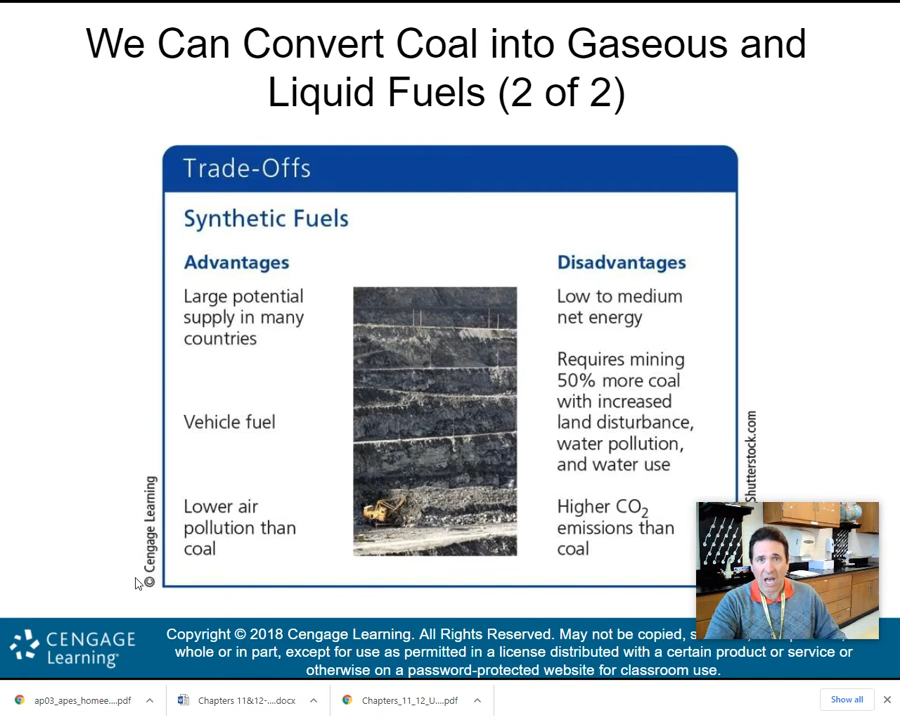 We Can Convert Coal into Gaseous and
Liquid Fuels (2 of 2)
Trade-Offs
Synthetic Fuels
Advantages
Large potential
supply in many
countries
Vehicle fuel
Lower air
pollution than
coal
Disadvantages
Low to medium
net energy
Requires mining
50% more coal
with increased
land disturbance,
water pollution,
and water use
Higher CO2
emissions than
coal
© Cengage Learning
Shutterstock.com
CENGAGE
Learning
Copyright © 2018 Cengage Learning. All Rights Reserved. May not be copied,
whole or in part, except for use as permitted in a license distributed with a certain product or service or
otherwise on a password-protected website for classroom use.
ap03_apes_homee....pdf
Chapters 11&12-....docx
Chapters_11_12_U....pdf
Show all